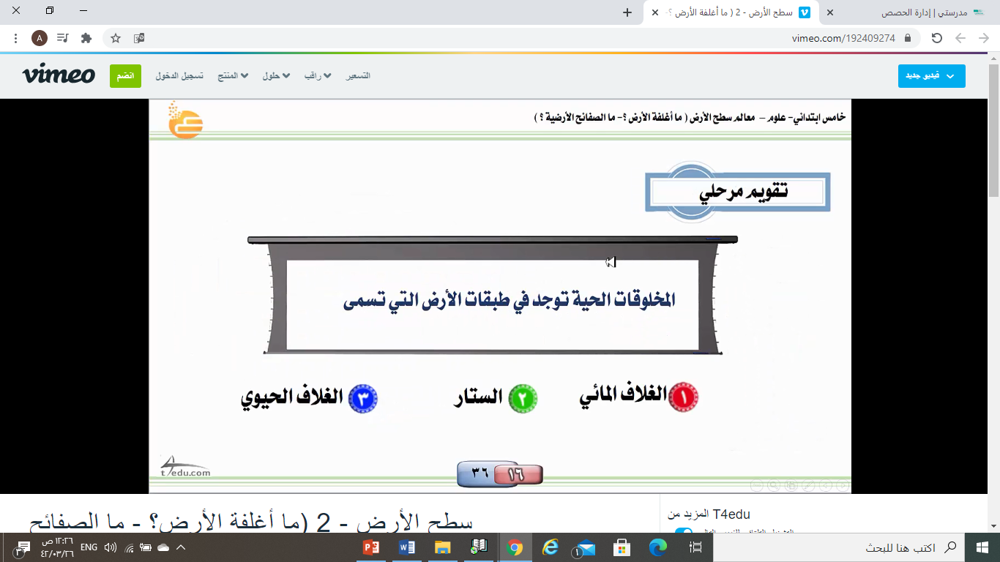 مدرستي | إدارة الحصص
سطح الأرض - 2 ( ما أغلفة الأرض ؟-
vimeo.com/192409274
A
vimeo
انضم
تسجيل الدخول
المنتج
حلول
راقب
التسعير
فيديو جديد
خامس ابتدائي- علوم – معالم سطح الأرض ( ما أغلفة الأرض ؟- ما الصفائح الأرضية ؟ )
تقويم مرحلي
المخلوقات الحية توجد في طبقات الأرض التي تسمى
١ الغلاف المائي
٢ الستار
٣ الغلاف الحيوي
t4edu.com
١٦
٣٦
سطح الأرض - 2 (ما أغلفة الأرض؟ - ما الصفائح
المزيد من T4edu
اكتب هنا للبحث
١
ENG
١٢:٢٦ ص
٤٢/٠٣/٢٦
٣